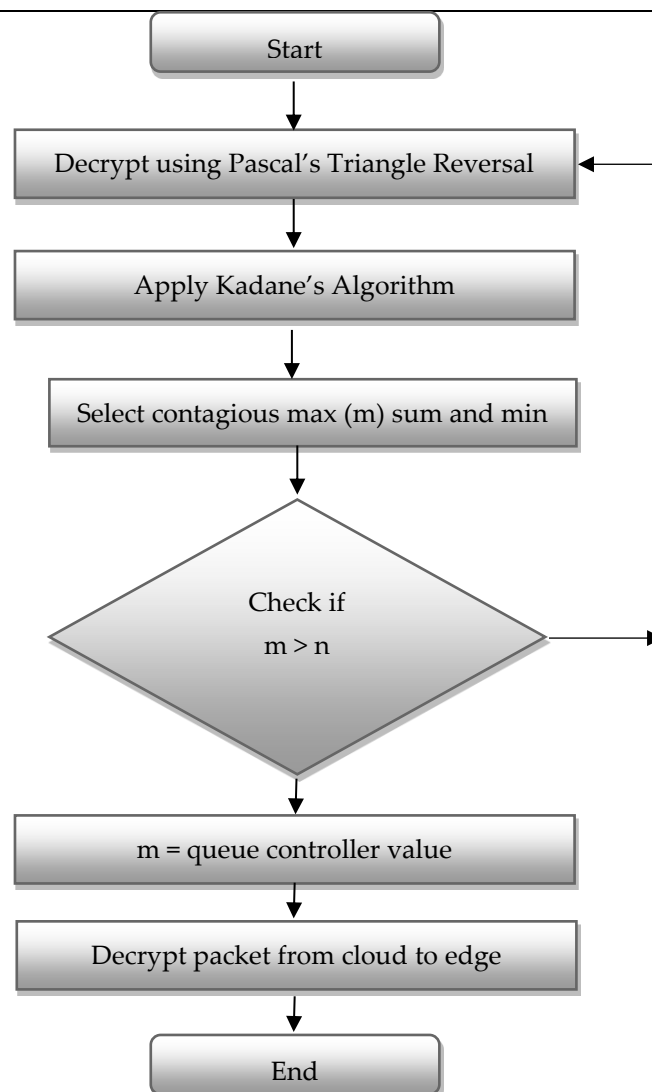 Start
Decrypt using Pascal’s Triangle Reversal
Apply Kadane’s Algorithm
Select contagious max (m) sum and min
Check if
m > n
m = queue controller value
Decrypt packet from cloud to edge
End